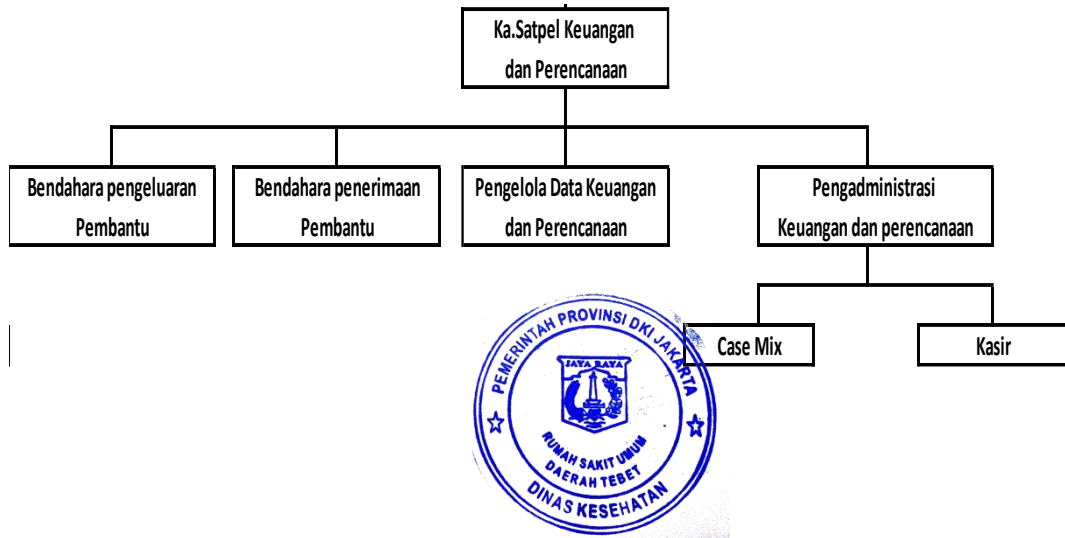 Ka.Satpel Keuangan
dan Perencanaan
Bendahara pengeluaran
Pembantu
Bendahara penerimaan
Pembantu
Pengelola Data Keuangan
dan Perencanaan
Pengadministrasi
Keuangan dan perencanaan
Case Mix
Kasir
PEMERINTAH PROVINSI DKI JAKARTA
JAYA RAYA
RUMAH SAKIT UMUM
DAERAH TEBET
DINAS KESEHATAN